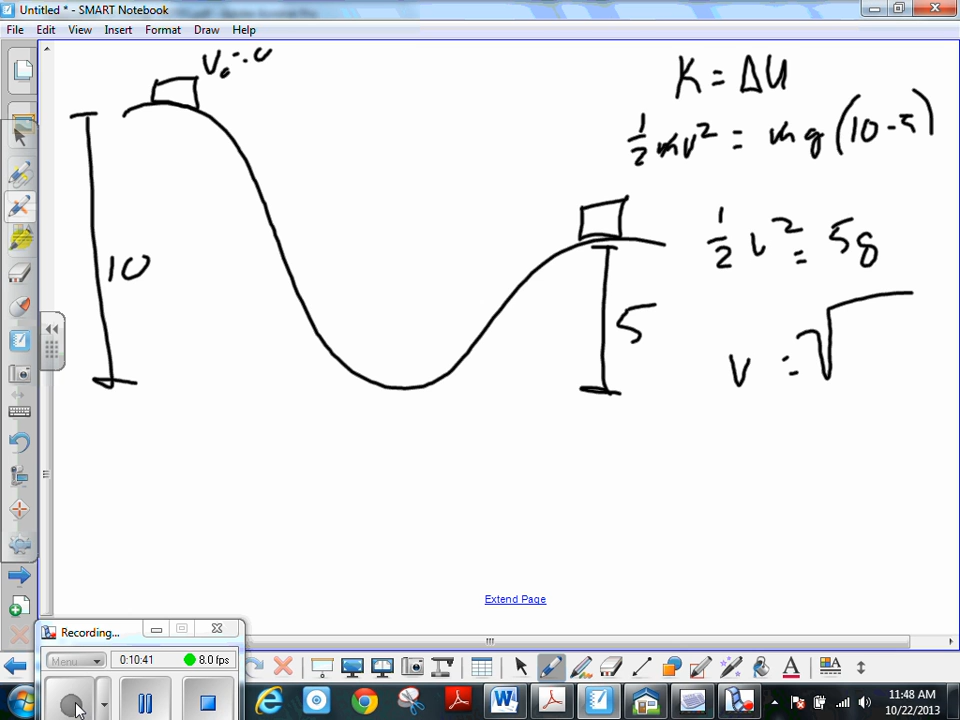 Untitled * - SMART Notebook
File Edit View Insert Format Draw Window Help
V₀ = 0
K = ΔU
½mv² = mg(10-5)
½v² = 5g
v = √
10
5
Extend Page
Recording...
Menu
0:10:41
8.0 fps
11:48 AM
10/22/2013